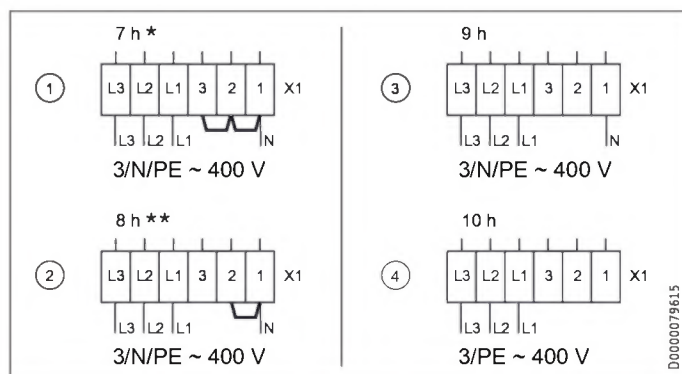 7 h *
1
L3 L2 L1 3 2 1 X1
L3 L2 L1 N
3/N/PE ~ 400 V
8 h **
2
L3 L2 L1 3 2 1 X1
L3 L2 L1 N
3/N/PE ~ 400 V
9 h
3
L3 L2 L1 3 2 1 X1
L3 L2 L1 N
3/N/PE ~ 400 V
10 h
4
L3 L2 L1 3 2 1 X1
L3 L2 L1
3/PE ~ 400 V
D0000079615